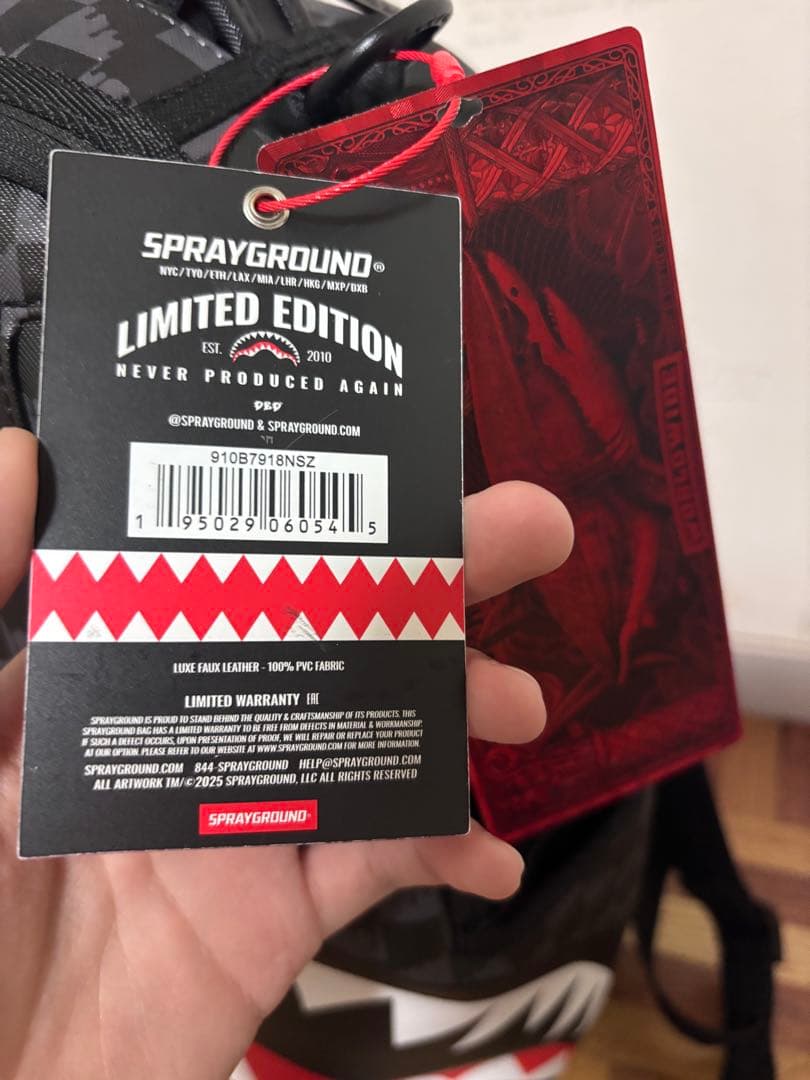 SPRAYGROUND®
NYC/TYO/ETH/LAX/MIA/LHR/HKG/MXP/DXB
LIMITED EDITION
EST. 2010
NEVER PRODUCED AGAIN
DBD
@SPRAYGROUND & SPRAYGROUND.COM
910B7918NSZ
1 95029 06054 5
LUXE FAUX LEATHER - 100% PVC FABRIC
LIMITED WARRANTY EAC
SPRAYGROUND IS PROUD TO STAND BEHIND THE QUALITY & CRAFTSMANSHIP OF ITS PRODUCTS. THIS
SPRAYGROUND BAG HAS A LIMITED WARRANTY TO BE FREE FROM DEFECTS IN MATERIAL & WORKMANSHIP.
IF SUCH A DEFECT OCCURS, UPON PRESENTATION OF PROOF, WE WILL REPAIR OR REPLACE YOUR PRODUCT
AT OUR OPTION. PLEASE REFER TO OUR WEBSITE AT WWW.SPRAYGROUND.COM FOR MORE INFORMATION.
SPRAYGROUND.COM 844-SPRAYGROUND HELP@SPRAYGROUND.COM
ALL ARTWORK TM/©2025 SPRAYGROUND, LLC ALL RIGHTS RESERVED
SPRAYGROUND®
WORLDWIDE